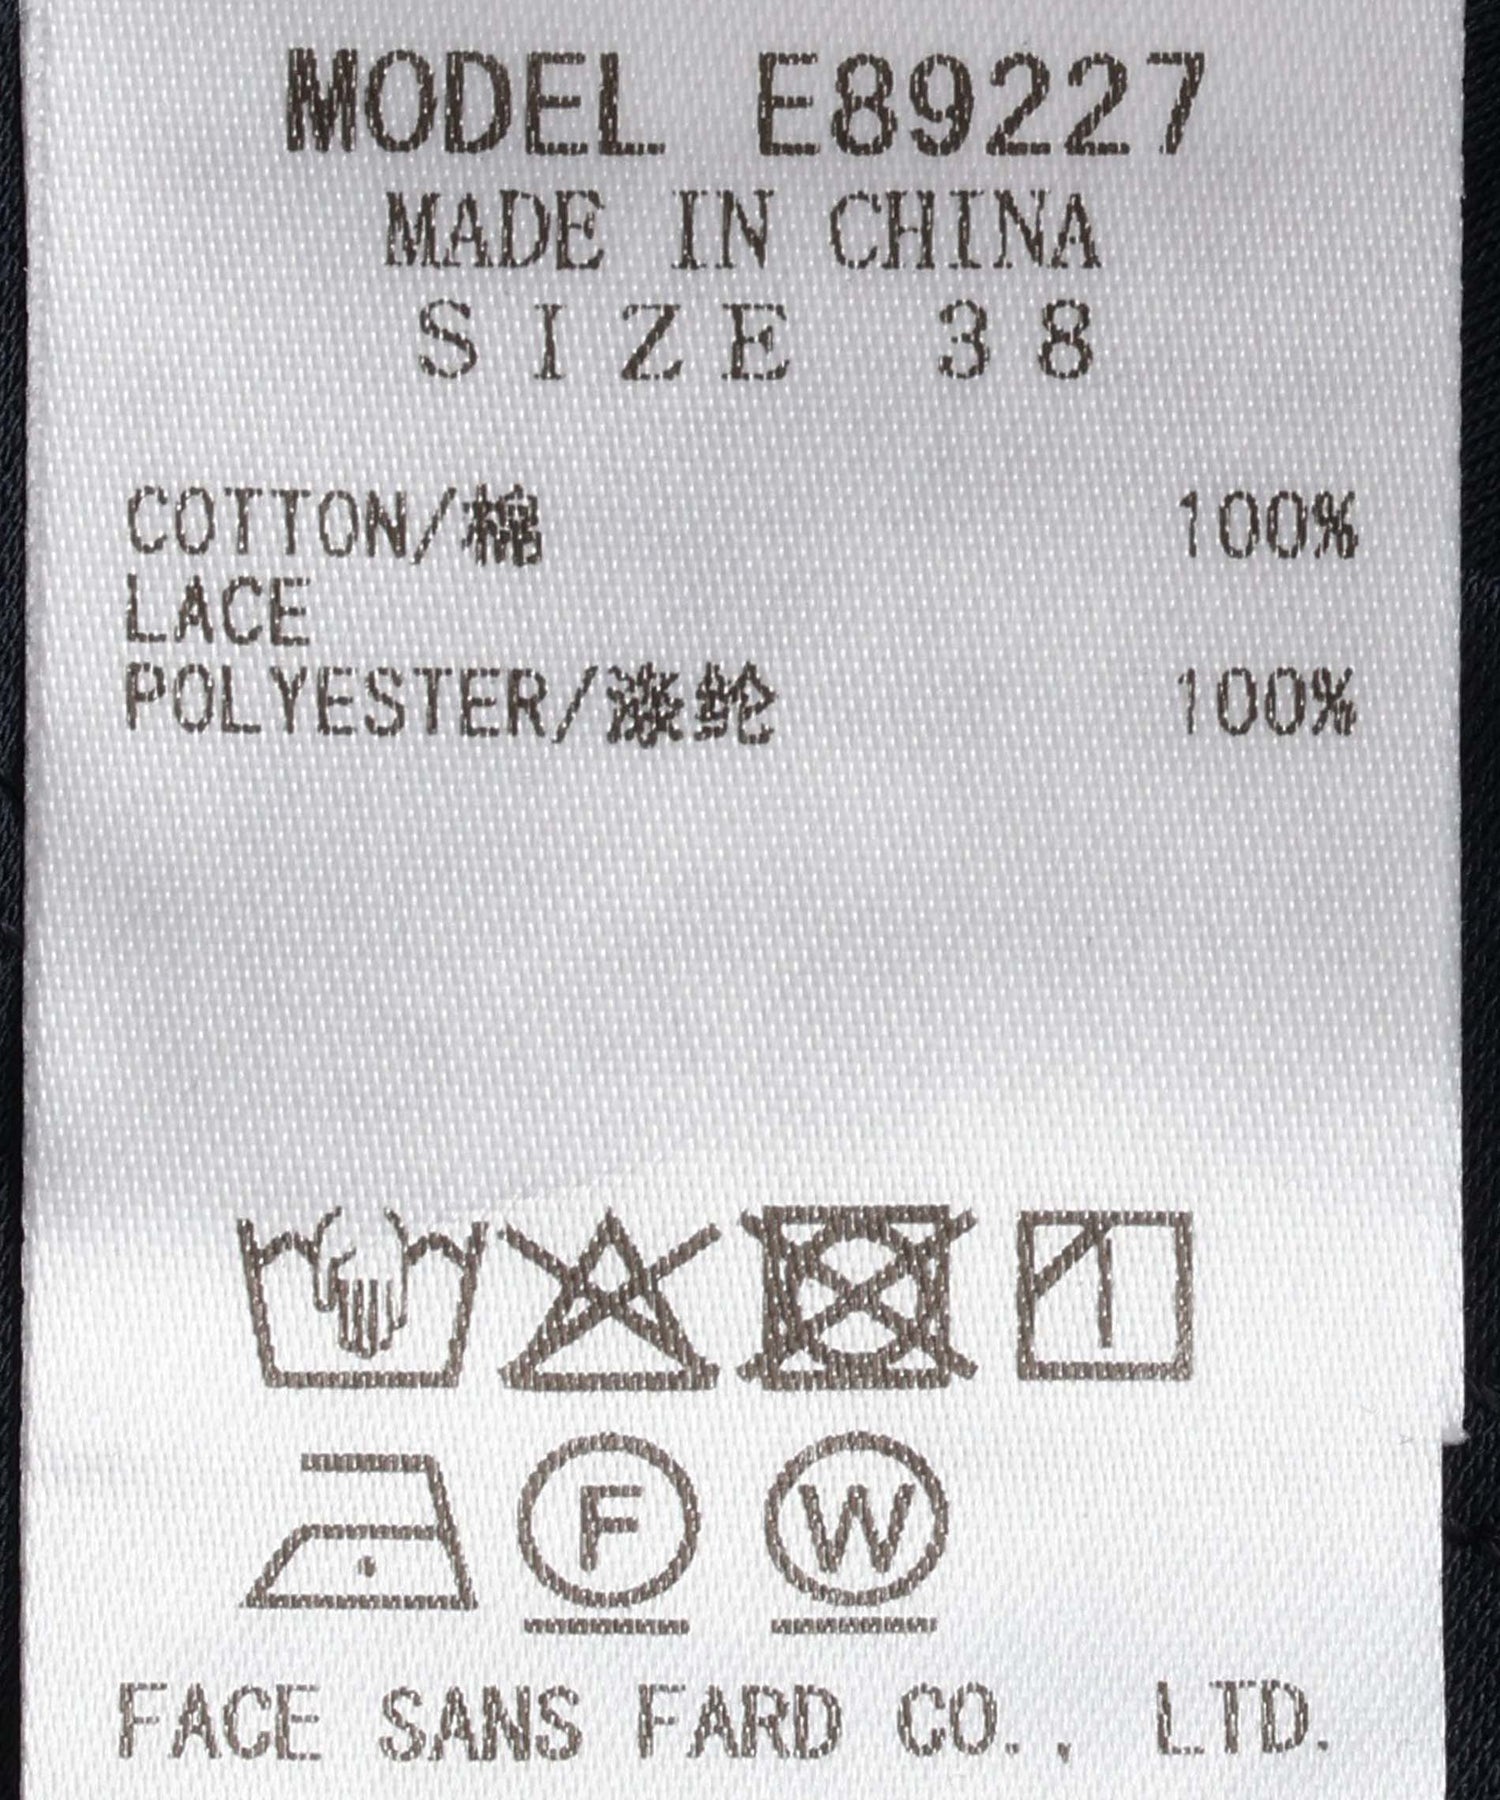 MODEL E89227
MADE IN CHINA
SIZE 38
COTTON/棉 100%
LACE
POLYESTER/涤纶 100%
F W
FACE SANS FARD CO., LTD.